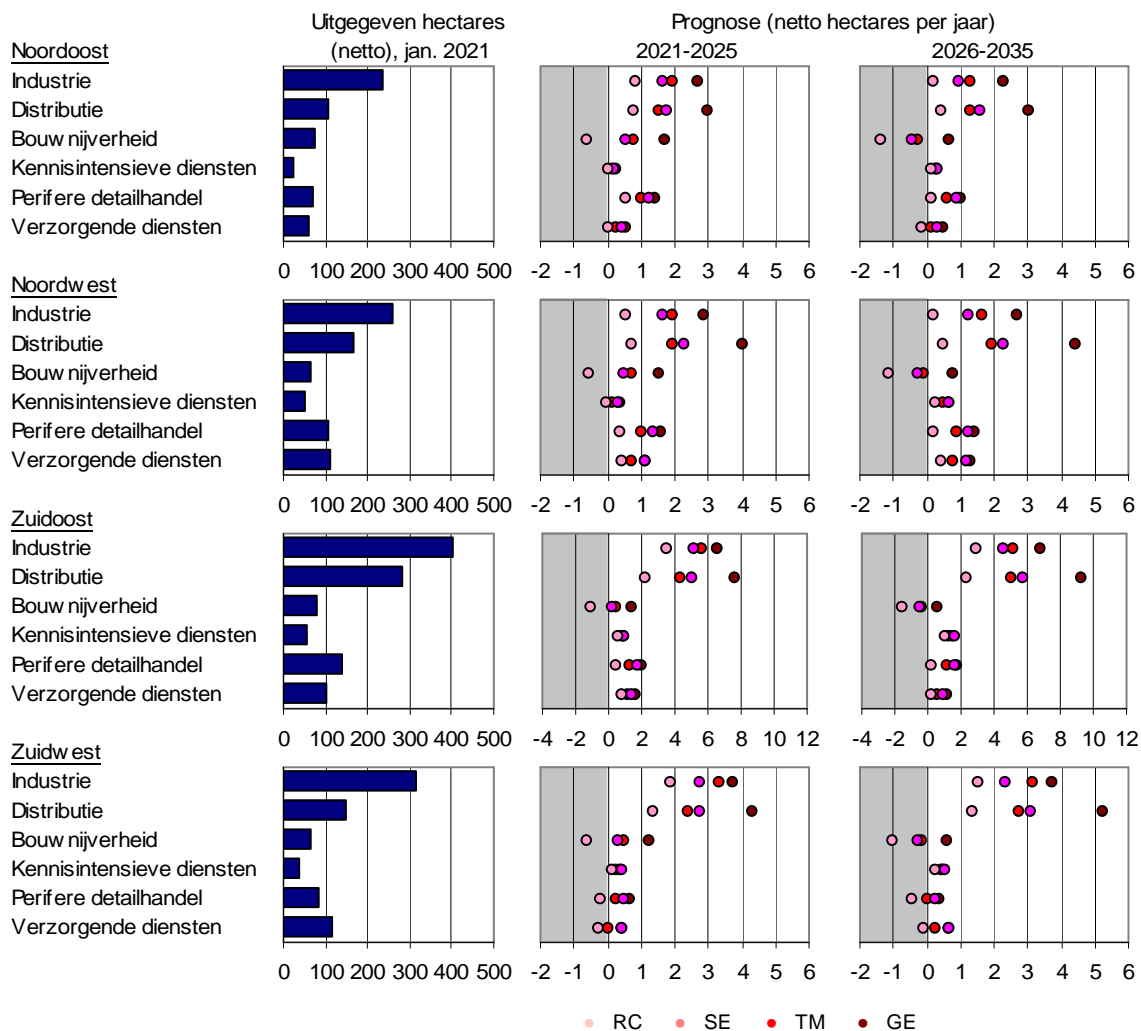 Uitgegeven hectares (netto), jan. 2021
Prognose (netto hectares per jaar)
2021-2025
2026-2035
Noordoost
Industrie
Distributie
Bouw nijverheid
Kennisintensieve diensten
Perifere detailhandel
Verzorgende diensten
0 100 200 300 400 500
-2 -1 0 1 2 3 4 5 6
-2 -1 0 1 2 3 4 5 6
Noordw est
Industrie
Distributie
Bouw nijverheid
Kennisintensieve diensten
Perifere detailhandel
Verzorgende diensten
0 100 200 300 400 500
-2 -1 0 1 2 3 4 5 6
-2 -1 0 1 2 3 4 5 6
Zuidoost
Industrie
Distributie
Bouw nijverheid
Kennisintensieve diensten
Perifere detailhandel
Verzorgende diensten
0 100 200 300 400 500
-4 -2 0 2 4 6 8 10 12
-4 -2 0 2 4 6 8 10 12
Zuidw est
Industrie
Distributie
Bouw nijverheid
Kennisintensieve diensten
Perifere detailhandel
Verzorgende diensten
0 100 200 300 400 500
-2 -1 0 1 2 3 4 5 6
-2 -1 0 1 2 3 4 5 6
RC SE TM GE